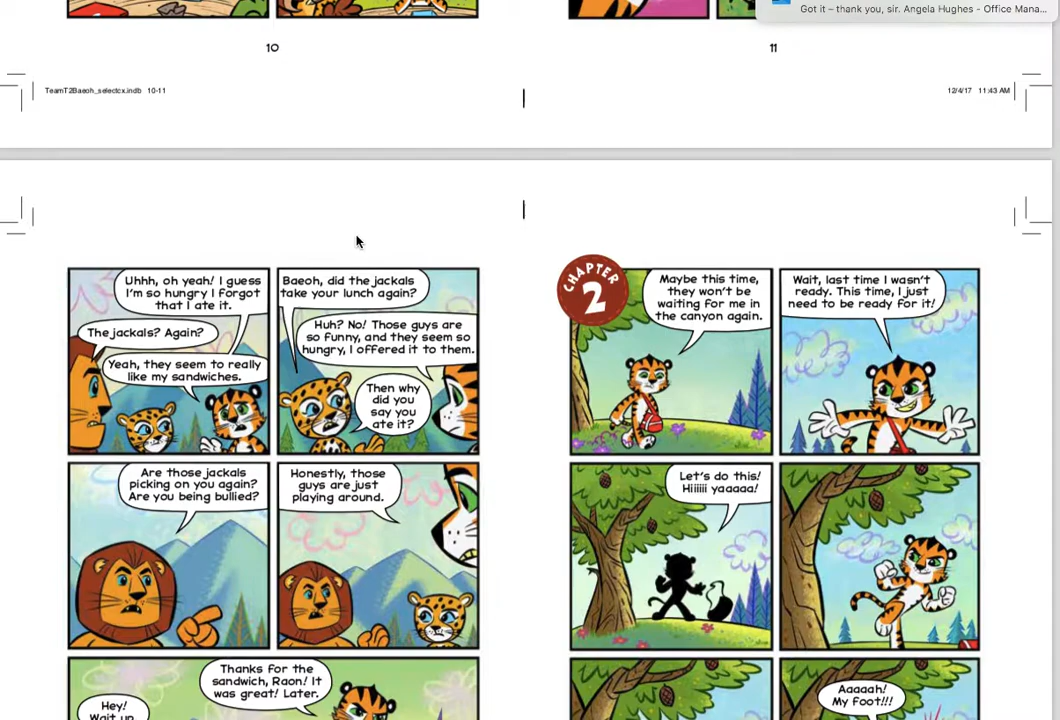 Got it – thank you, sir. Angela Hughes - Office Mana...
10
11
TeamT2Baeoh_selectcx.indb 10-11
12/4/17 11:43 AM
Uhhh, oh yeah! I guess
I'm so hungry I forgot
that I ate it.
The jackals? Again?
Yeah, they seem to really
like my sandwiches.
Baeoh, did the jackals
take your lunch again?
Huh? No! Those guys are
so funny, and they seem so
hungry, I offered it to them.
Then why
did you
say you
ate it?
Are those jackals
picking on you again?
Are you being bullied?
Honestly, those
guys are just
playing around.
Thanks for the
sandwich, Raon! It
was great! Later.
Hey!
Wait up
CHAPTER
2
Maybe this time,
they won't be
waiting for me in
the canyon again.
Wait, last time I wasn't
ready. This time, I just
need to be ready for it!
Let's do this!
Hiiiiii yaaaaa!
Aaaaah!
My foot!!!